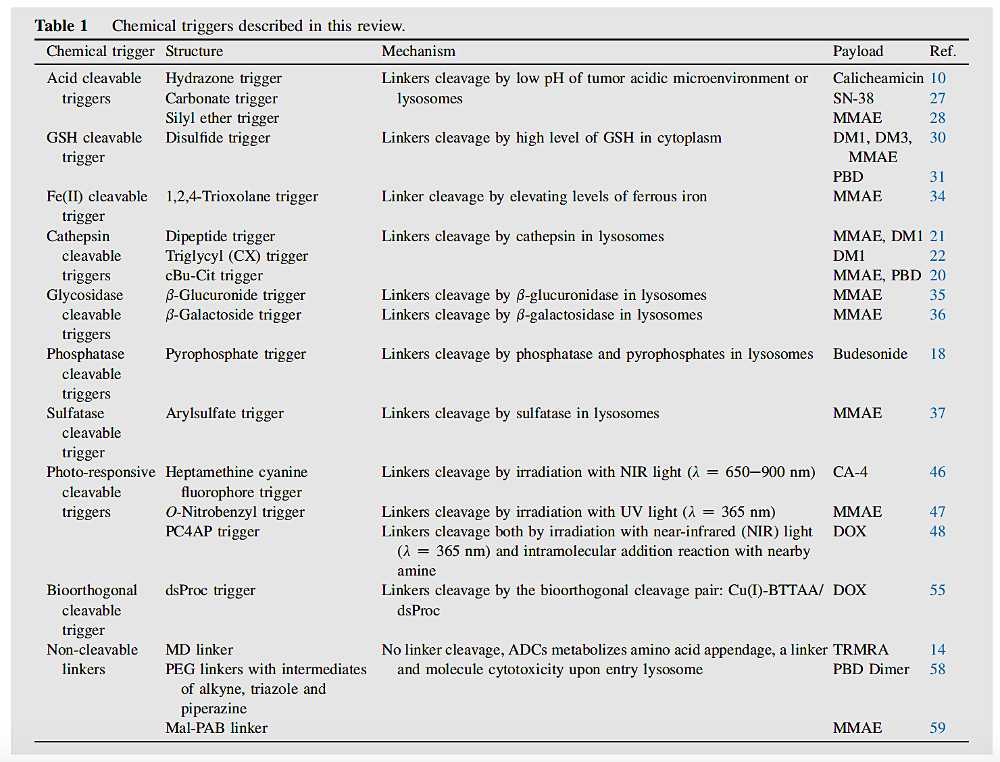 Table 1 Chemical triggers described in this review.
Chemical trigger Structure Mechanism Payload Ref.
Acid cleavable Hydrazone trigger Linkers cleavage by low pH of tumor acidic microenvironment or Calicheamicin 10
triggers Carbonate trigger lysosomes SN-38 27
Silyl ether trigger MMAE 28
GSH cleavable Disulfide trigger Linkers cleavage by high level of GSH in cytoplasm DM1, DM3, 30
trigger MMAE
PBD 31
Fe(II) cleavable 1,2,4-Trioxolane trigger Linker cleavage by elevating levels of ferrous iron MMAE 34
trigger
Cathepsin Dipeptide trigger Linkers cleavage by cathepsin in lysosomes MMAE, DM1 21
cleavable Triglycyl (CX) trigger DM1 22
triggers cBu-Cit trigger MMAE, PBD 20
Glycosidase β-Glucuronide trigger Linkers cleavage by β-glucuronidase in lysosomes MMAE 35
cleavable β-Galactoside trigger Linkers cleavage by β-galactosidase in lysosomes MMAE 36
triggers
Phosphatase Pyrophosphate trigger Linkers cleavage by phosphatase and pyrophosphates in lysosomes Budesonide 18
cleavable
triggers
Sulfatase Arylsulfate trigger Linkers cleavage by sulfatase in lysosomes MMAE 37
cleavable
trigger
Photo-responsive Heptamethine cyanine Linkers cleavage by irradiation with NIR light (λ = 650–900 nm) CA-4 46
cleavable fluorophore trigger
triggers O-Nitrobenzyl trigger Linkers cleavage by irradiation with UV light (λ = 365 nm) MMAE 47
PC4AP trigger Linkers cleavage both by irradiation with near-infrared (NIR) light DOX 48
(λ = 365 nm) and intramolecular addition reaction with nearby
amine
Bioorthogonal dsProc trigger Linkers cleavage by the bioorthogonal cleavage pair: Cu(I)-BTTAA/ DOX 55
cleavable dsProc
trigger
Non-cleavable MD linker No linker cleavage, ADCs metabolizes amino acid appendage, a linker TRMRA 14
linkers PEG linkers with intermediates and molecule cytotoxicity upon entry lysosome PBD Dimer 58
of alkyne, triazole and
piperazine
Mal-PAB linker MMAE 59